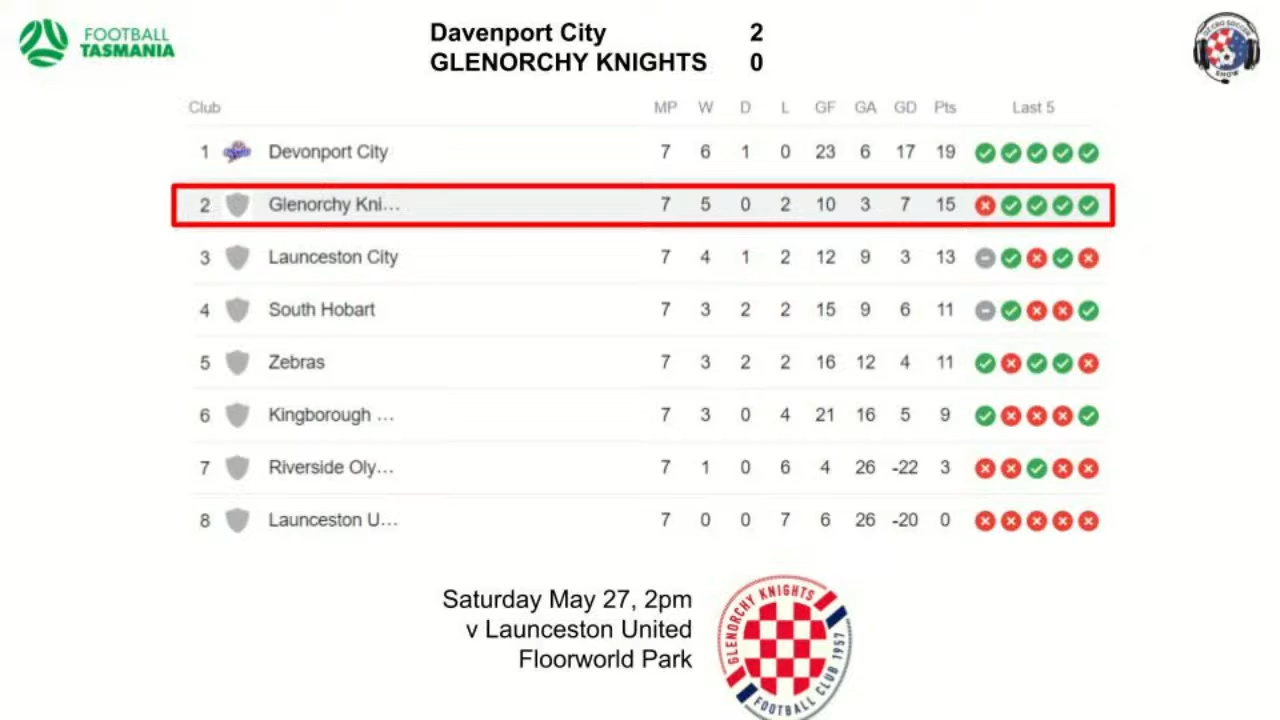 FOOTBALL
TASMANIA
Davenport City 2
GLENORCHY KNIGHTS 0
SHOW
Club MP W D L GF GA GD Pts Last 5
1 Devonport City 7 6 1 0 23 6 17 19
2 Glenorchy Kni... 7 5 0 2 10 3 7 15
3 Launceston City 7 4 1 2 12 9 3 13
4 South Hobart 7 3 2 2 15 9 6 11
5 Zebras 7 3 2 2 16 12 4 11
6 Kingborough ... 7 3 0 4 21 16 5 9
7 Riverside Oly... 7 1 0 6 4 26 -22 3
8 Launceston U... 7 0 0 7 6 26 -20 0
Saturday May 27, 2pm
v Launceston United
Floorworld Park
GLENORCHY KNIGHTS
FOOTBALL CLUB 1957